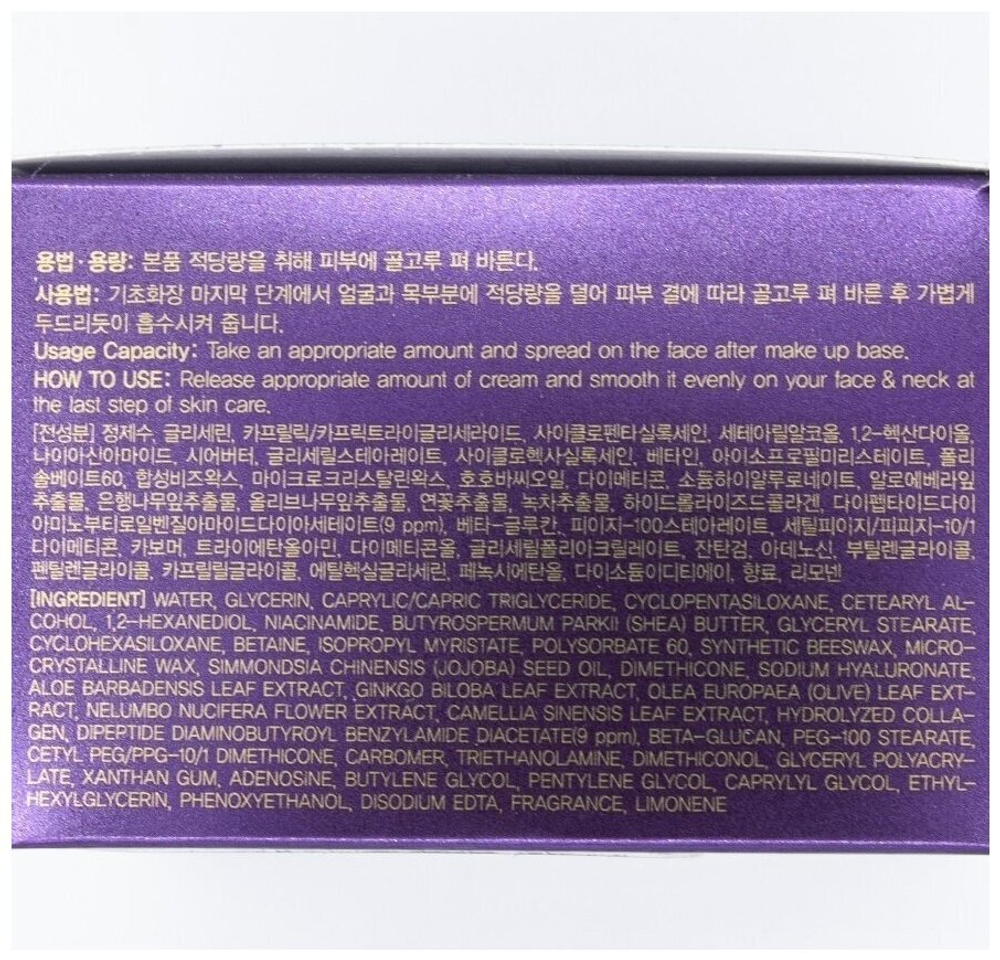 용법·용량: 본품 적당량을 취해 피부에 골고루 펴 바른다.
사용법: 기초화장 마지막 단계에서 얼굴과 목부분에 적당량을 덜어 피부 결에 따라 골고루 펴 바른 후 가볍게
두드리듯이 흡수시켜 줍니다.
Usage Capacity: Take an appropriate amount and spread on the face after make up base.
HOW TO USE: Release appropriate amount of cream and smooth it evenly on your face & neck at
the last step of skin care.
[전성분] 정제수, 글리세린, 카프릴릭/카프릭트라이글리세라이드, 사이클로펜타실록세인, 세테아릴알코올, 1,2-헥산다이올,
나이아신아마이드, 시어버터, 글리세릴스테아레이트, 사이클로헥사실록세인, 베타인, 아이소프로필미리스테이트, 폴리
솔베이트60, 합성비즈왁스, 마이크로크리스탈린왁스, 호호바씨오일, 다이메티콘, 소듐하이알루로네이트, 알로에베라잎
추출물, 은행나무잎추출물, 올리브나무잎추출물, 연꽃추출물, 녹차추출물, 하이드롤라이즈드콜라겐, 다이펩타이드다이
아미노부티로일벤질아마이드다이아세테이트(9 ppm), 베타-글루칸, 피이지-100스테아레이트, 세틸피이지/피피지-10/1
다이메티콘, 카보머, 트라이에탄올아민, 다이메티콘올, 글리세릴폴리아크릴레이트, 잔탄검, 아데노신, 부틸렌글라이콜,
펜틸렌글라이콜, 카프릴릴글라이콜, 에틸헥실글리세린, 페녹시에탄올, 다이소듐이디티에이, 향료, 리모넨
[INGREDIENT] WATER, GLYCERIN, CAPRYLIC/CAPRIC TRIGLYCERIDE, CYCLOPENTASILOXANE, CETEARYL AL-
COHOL, 1,2-HEXANEDIOL, NIACINAMIDE, BUTYROSPERMUM PARKII (SHEA) BUTTER, GLYCERYL STEARATE,
CYCLOHEXASILOXANE, BETAINE, ISOPROPYL MYRISTATE, POLYSORBATE 60, SYNTHETIC BEESWAX, MICRO-
CRYSTALLINE WAX, SIMMONDSIA CHINENSIS (JOJOBA) SEED OIL, DIMETHICONE, SODIUM HYALURONATE,
ALOE BARBADENSIS LEAF EXTRACT, GINKGO BILOBA LEAF EXTRACT, OLEA EUROPAEA (OLIVE) LEAF EXT-
RACT, NELUMBO NUCIFERA FLOWER EXTRACT, CAMELLIA SINENSIS LEAF EXTRACT, HYDROLYZED COLLA-
GEN, DIPEPTIDE DIAMINOBUTYROYL BENZYLAMIDE DIACETATE(9 ppm), BETA-GLUCAN, PEG-100 STEARATE,
CETYL PEG/PPG-10/1 DIMETHICONE, CARBOMER, TRIETHANOLAMINE, DIMETHICONOL, GLYCERYL POLYACRY-
LATE, XANTHAN GUM, ADENOSINE, BUTYLENE GLYCOL, PENTYLENE GLYCOL, CAPRYLYL GLYCOL, ETHYL-
HEXYLGLYCERIN, PHENOXYETHANOL, DISODIUM EDTA, FRAGRANCE, LIMONENE